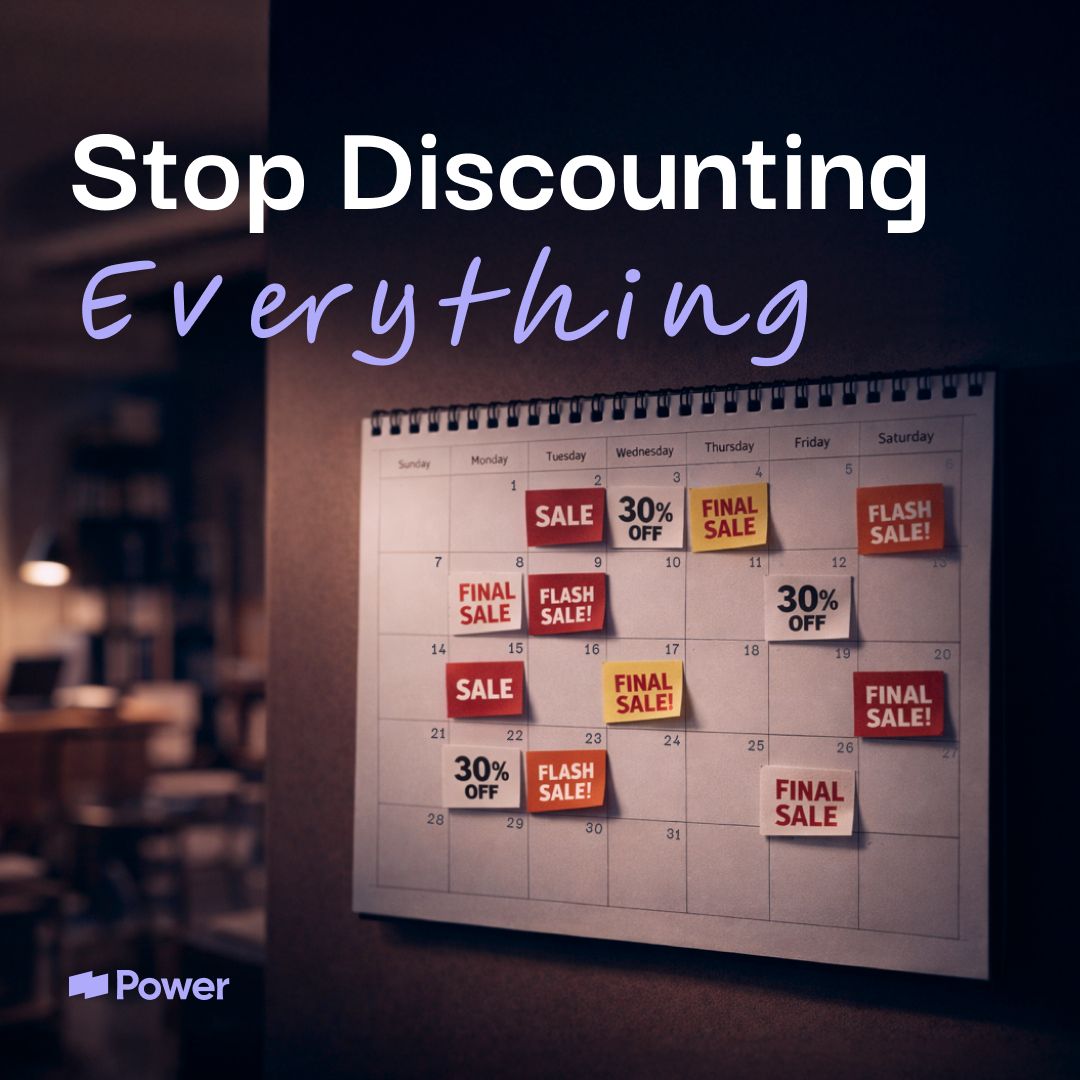 Stop Discounting
Everything
Sunday Monday Tuesday Wednesday Thursday Friday Saturday
1 2 3 4 5 6
SALE 30% OFF FINAL SALE FLASH SALE!
7 8 9 10 11 12 13
FINAL SALE FLASH SALE! 30% OFF
14 15 16 17 18 19 20
SALE FINAL SALE! FINAL SALE!
21 22 23 24 25 26 27
30% OFF FLASH SALE! FINAL SALE
28 29 30 31
Power